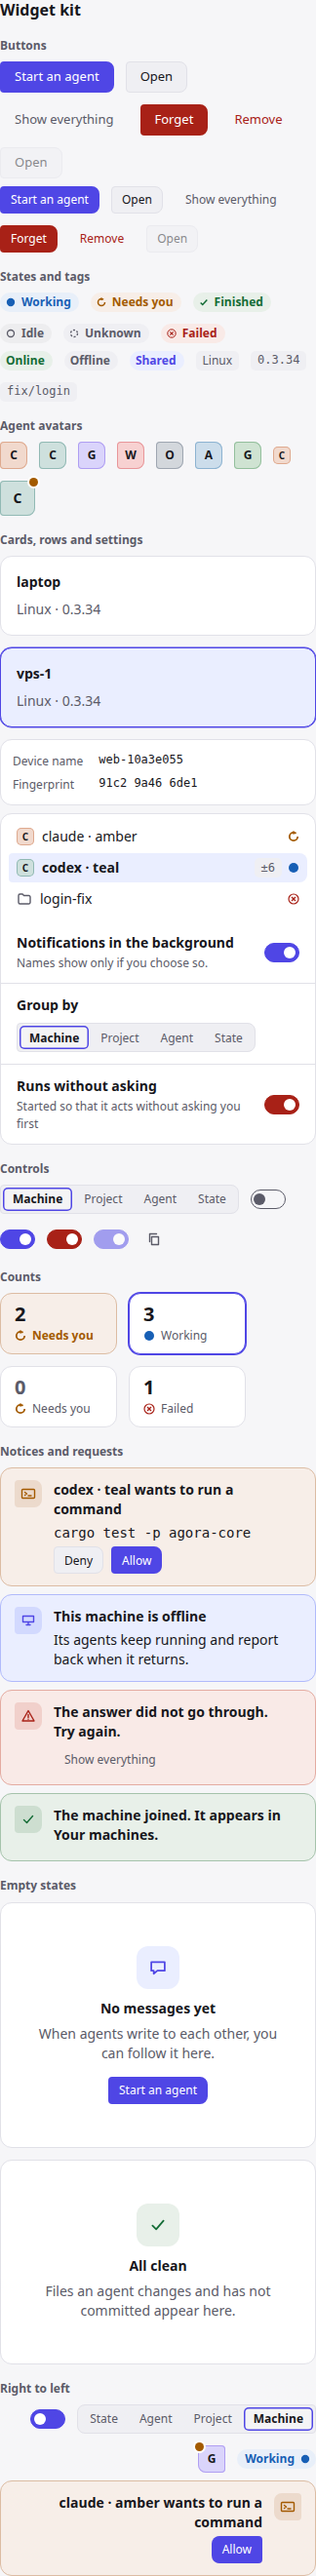 Widget kit
Buttons
Start an agent Open
Show everything Forget Remove
Open
Start an agent Open Show everything
Forget Remove Open
States and tags
Working Needs you Finished
Idle Unknown Failed
Online Offline Shared Linux 0.3.34
fix/login
Agent avatars
C C G W O A G C
C
Cards, rows and settings
laptop
Linux · 0.3.34
vps-1
Linux · 0.3.34
Device name web-10a3e055
Fingerprint 91c2 9a46 6de1
C claude · amber
C codex · teal ±6
login-fix
Notifications in the background
Names show only if you choose so.
Group by
Machine Project Agent State
Runs without asking
Started so that it acts without asking you
first
Controls
Machine Project Agent State
Counts
2 3
Needs you Working
0 1
Needs you Failed
Notices and requests
codex · teal wants to run a
command
cargo test -p agora-core
Deny Allow
This machine is offline
Its agents keep running and report
back when it returns.
The answer did not go through.
Try again.
Show everything
The machine joined. It appears in
Your machines.
Empty states
No messages yet
When agents write to each other, you
can follow it here.
Start an agent
All clean
Files an agent changes and has not
committed appear here.
Right to left
State Agent Project Machine
G Working
claude · amber wants to run a
command
Allow